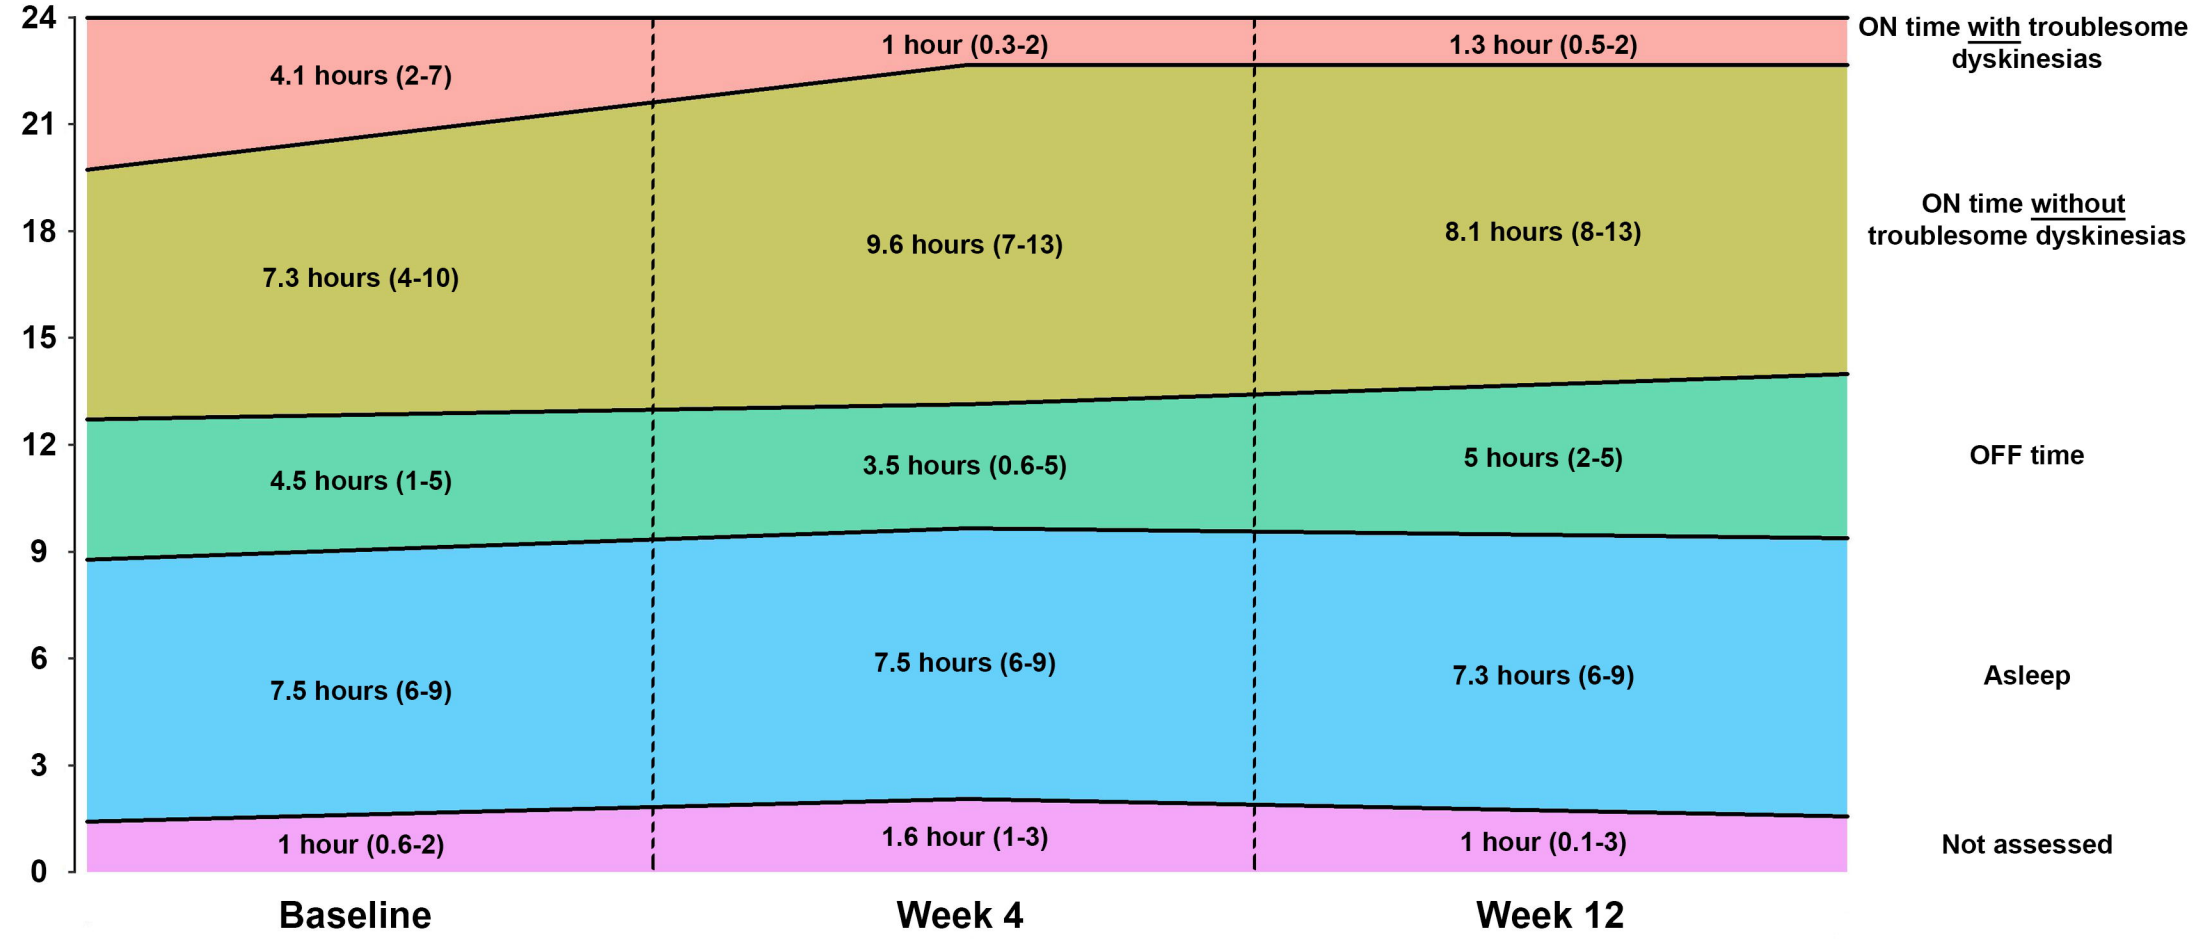 24
21
18
15
12
9
6
3
0
4.1 hours (2-7)
1 hour (0.3-2)
1.3 hour (0.5-2)
ON time with troublesome
dyskinesias
7.3 hours (4-10)
9.6 hours (7-13)
8.1 hours (8-13)
ON time without
troublesome dyskinesias
4.5 hours (1-5)
3.5 hours (0.6-5)
5 hours (2-5)
OFF time
7.5 hours (6-9)
7.5 hours (6-9)
7.3 hours (6-9)
Asleep
1 hour (0.6-2)
1.6 hour (1-3)
1 hour (0.1-3)
Not assessed
Baseline
Week 4
Week 12